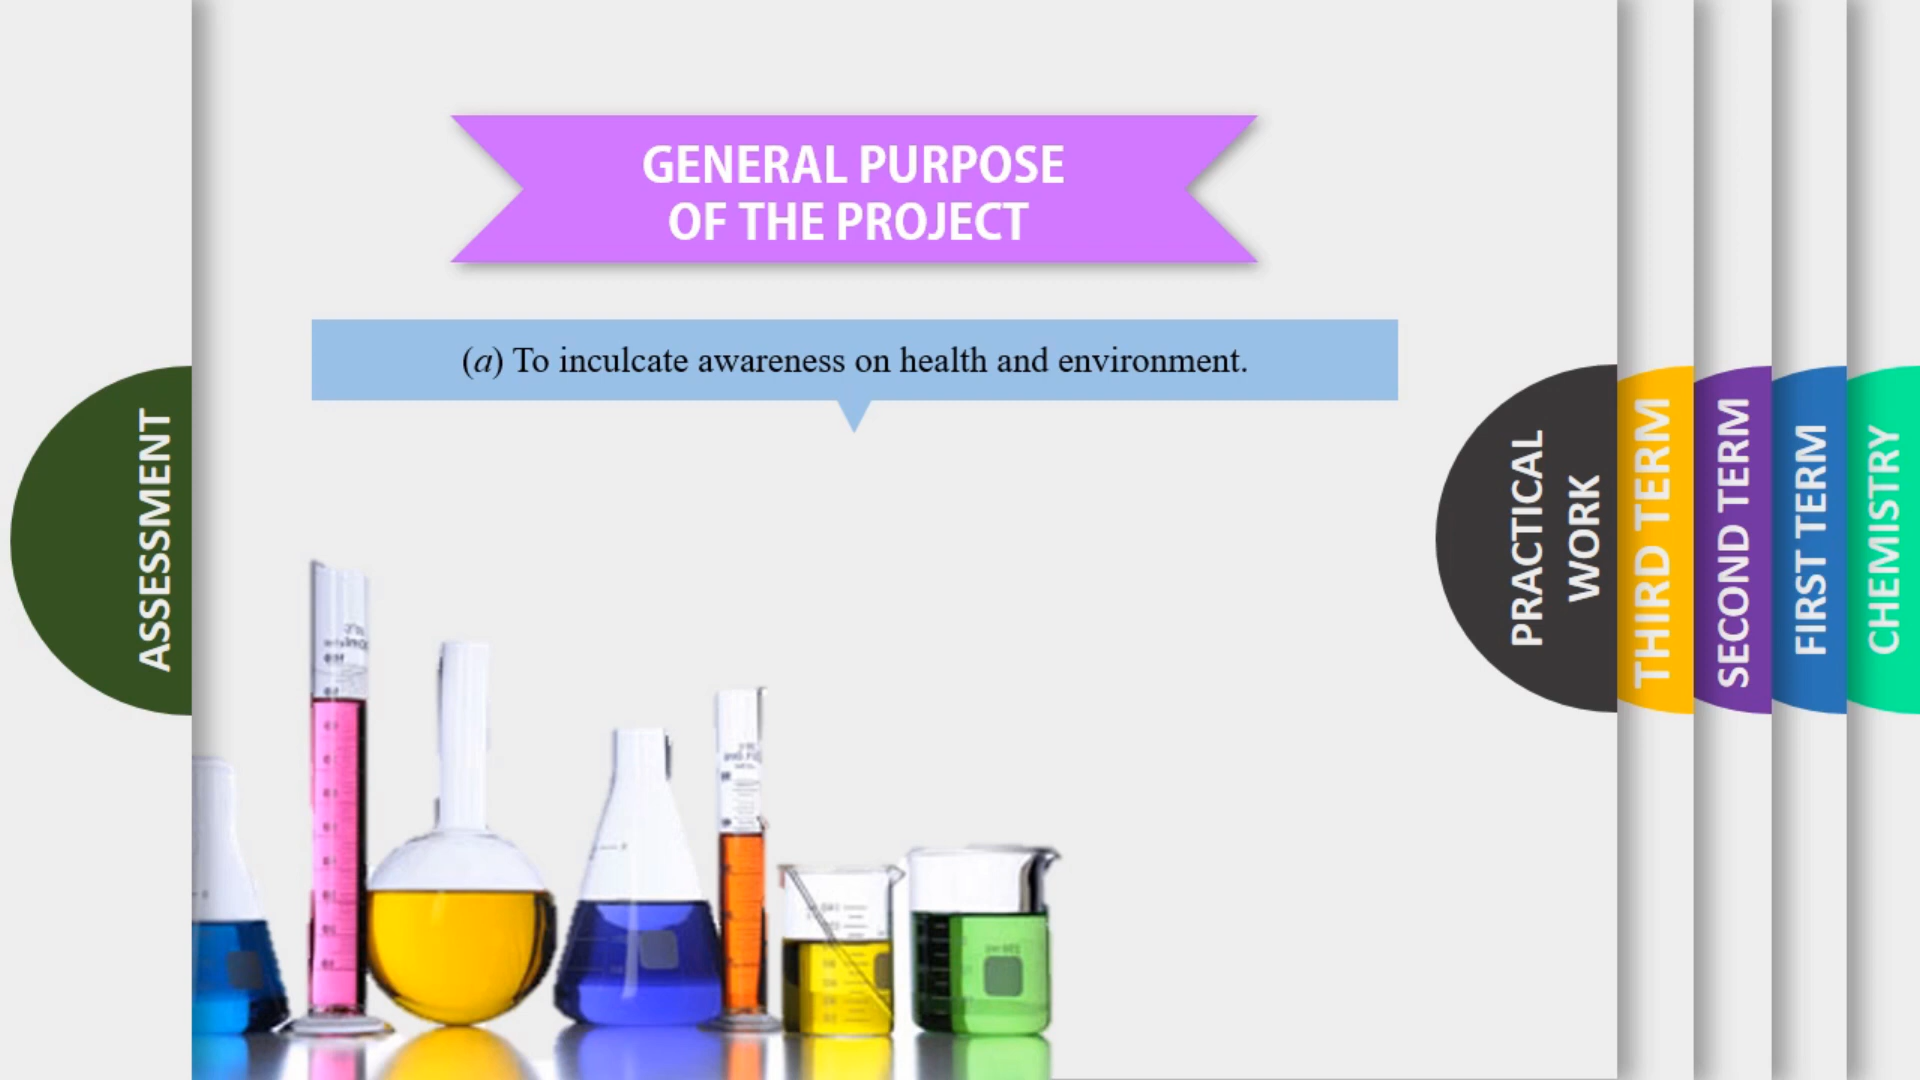 GENERAL PURPOSE
OF THE PROJECT
(a) To inculcate awareness on health and environment.
ASSESSMENT
PRACTICAL
WORK
THIRD TERM
SECOND TERM
FIRST TERM
CHEMISTRY